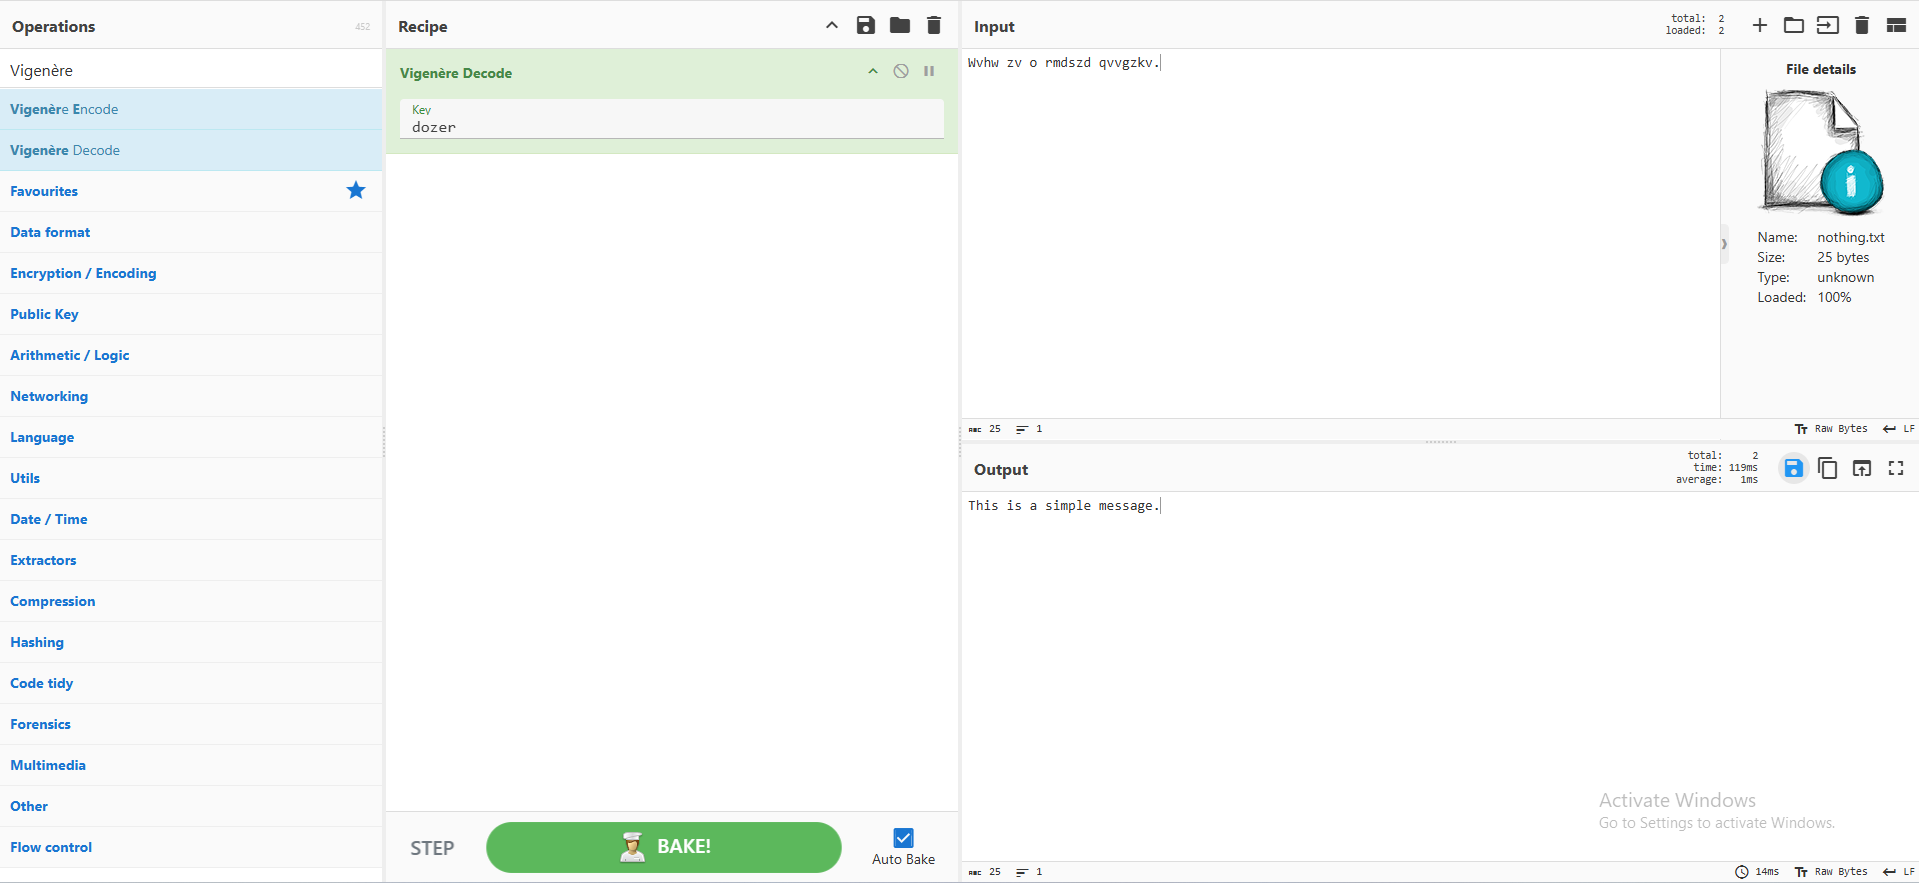 Operations 452
Vigenère
Vigenère Encode
Vigenère Decode
Favourites
Data format
Encryption / Encoding
Public Key
Arithmetic / Logic
Networking
Language
Utils
Date / Time
Extractors
Compression
Hashing
Code tidy
Forensics
Multimedia
Other
Flow control
Recipe
Vigenère Decode
Key
dozer
STEP
BAKE!
Auto Bake
Input
total: 2
loaded: 2
Wvhw zv o rmdszd qvvgzkv.
File details
Name: nothing.txt
Size: 25 bytes
Type: unknown
Loaded: 100%
ABC 25 1
Tт Raw Bytes LF
Output
total: 2
time: 119ms
average: 1ms
This is a simple message.
Activate Windows
Go to Settings to activate Windows.
ABC 25 1
14ms Tт Raw Bytes LF